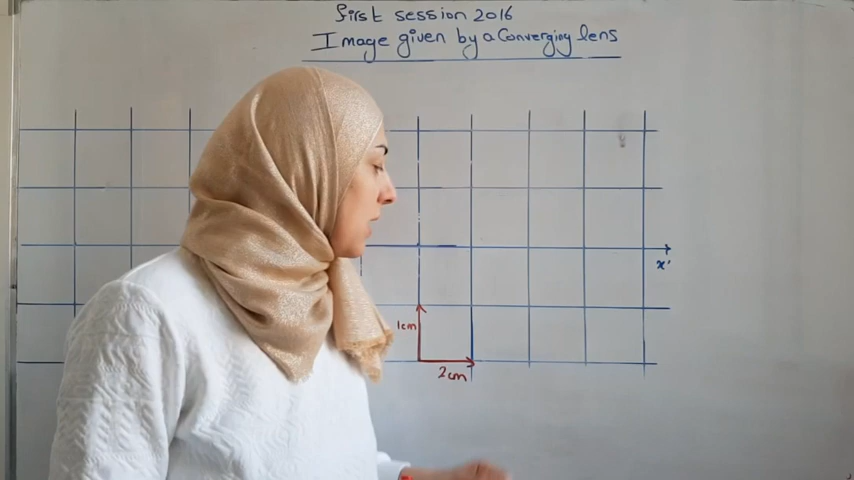 first session 2016
Image given by a Converging lens
x'
1cm
2cm